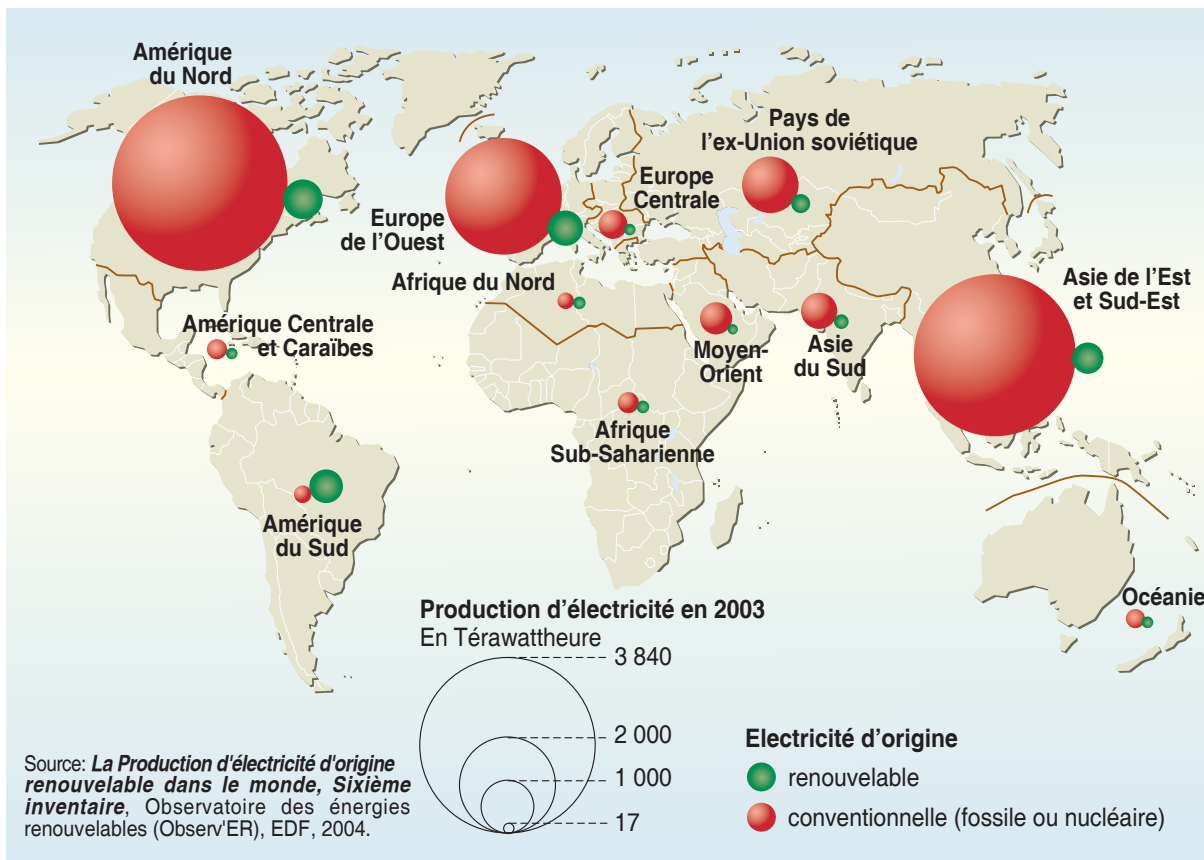 Amérique
du Nord
Pays de
l'ex-Union soviétique
Europe
Centrale
Europe
de l'Ouest
Afrique du Nord
Asie de l'Est
et Sud-Est
Amérique Centrale
et Caraïbes
Moyen-
Orient
Asie
du Sud
Afrique
Sub-Saharienne
Amérique
du Sud
Océanie
Production d'électricité en 2003
En Térawattheure
3 840
2 000
1 000
17
Source: La Production d'électricité d'origine
renouvelable dans le monde, Sixième
inventaire, Observatoire des énergies
renouvelables (Observ'ER), EDF, 2004.
Electricité d'origine
renouvelable
conventionnelle (fossile ou nucléaire)